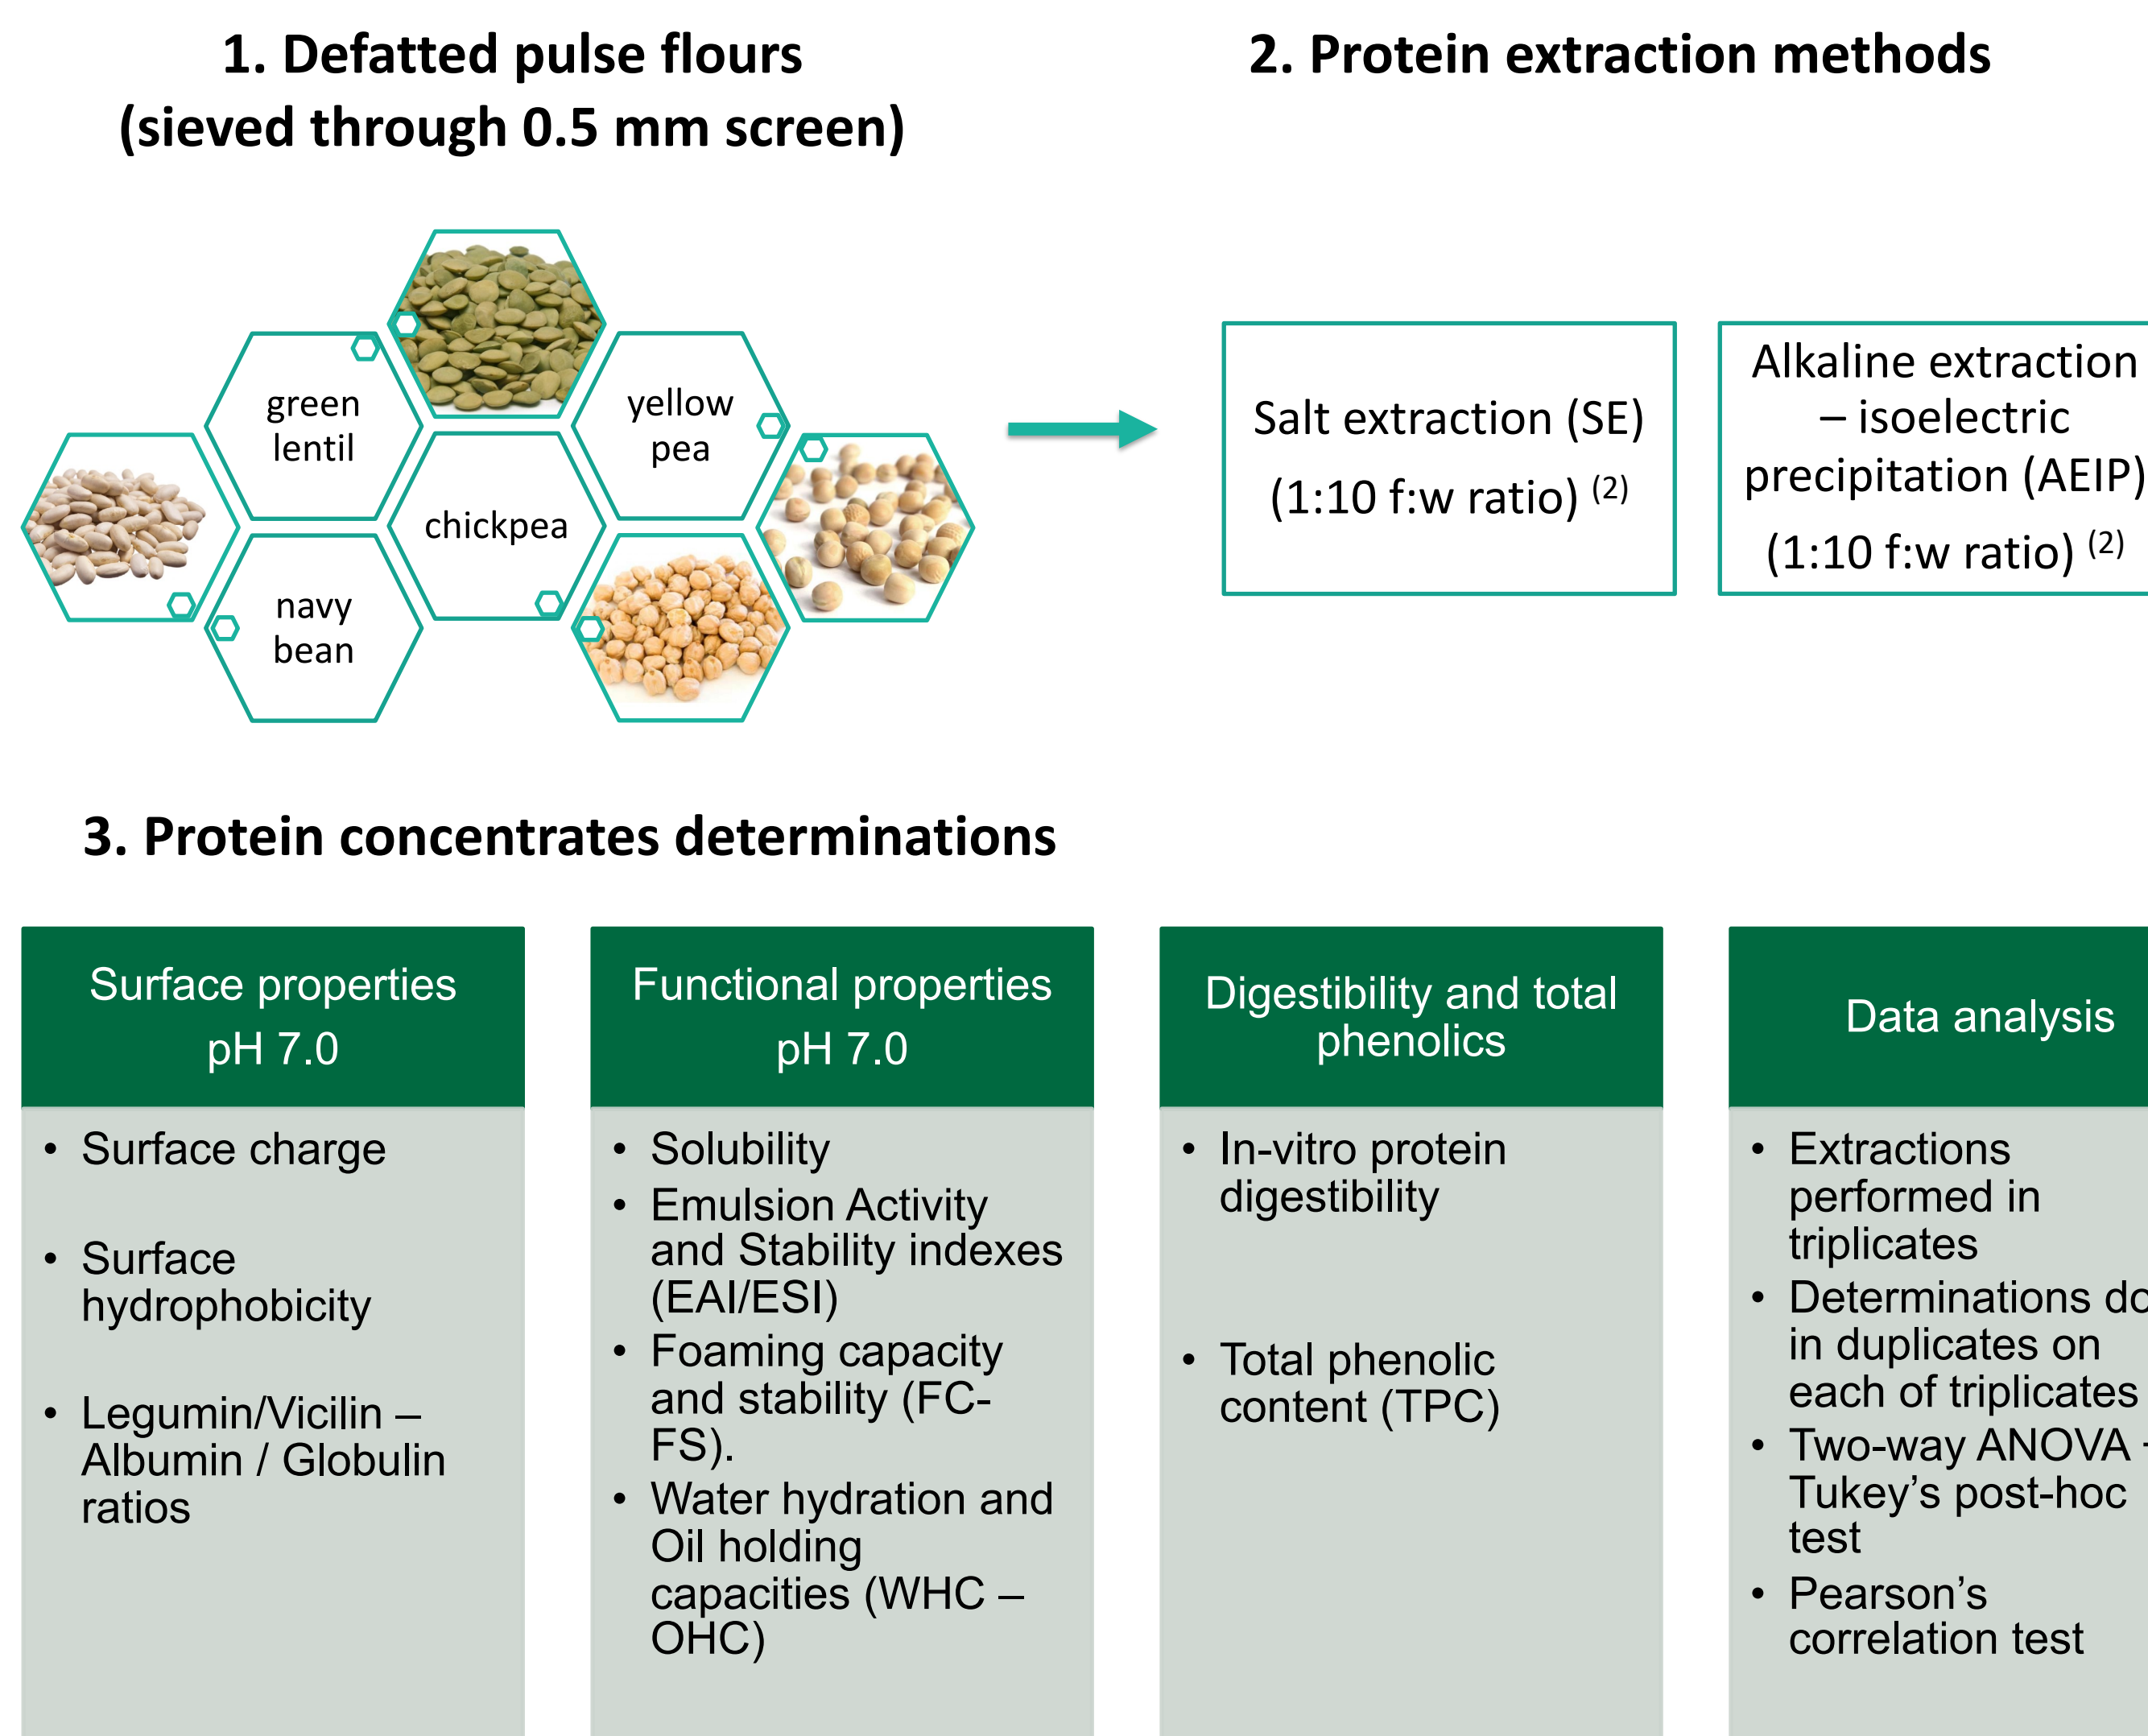 1. Defatted pulse flours
(sieved through 0.5 mm screen)
2. Protein extraction methods
green
lentil
yellow
pea
chickpea
navy
bean
Salt extraction (SE)
(1:10 f:w ratio) (2)
Alkaline extraction
– isoelectric
precipitation (AEIP)
(1:10 f:w ratio) (2)
3. Protein concentrates determinations
Surface properties
pH 7.0
• Surface charge
• Surface
hydrophobicity
• Legumin/Vicilin –
Albumin / Globulin
ratios
Functional properties
pH 7.0
• Solubility
• Emulsion Activity
and Stability indexes
(EAI/ESI)
• Foaming capacity
and stability (FC-
FS).
• Water hydration and
Oil holding
capacities (WHC –
OHC)
Digestibility and total
phenolics
• In-vitro protein
digestibility
• Total phenolic
content (TPC)
Data analysis
• Extractions
performed in
triplicates
• Determinations
in duplicates on
each of triplicates
• Two-way ANOVA
Tukey’s post-hoc
test
• Pearson’s
correlation test